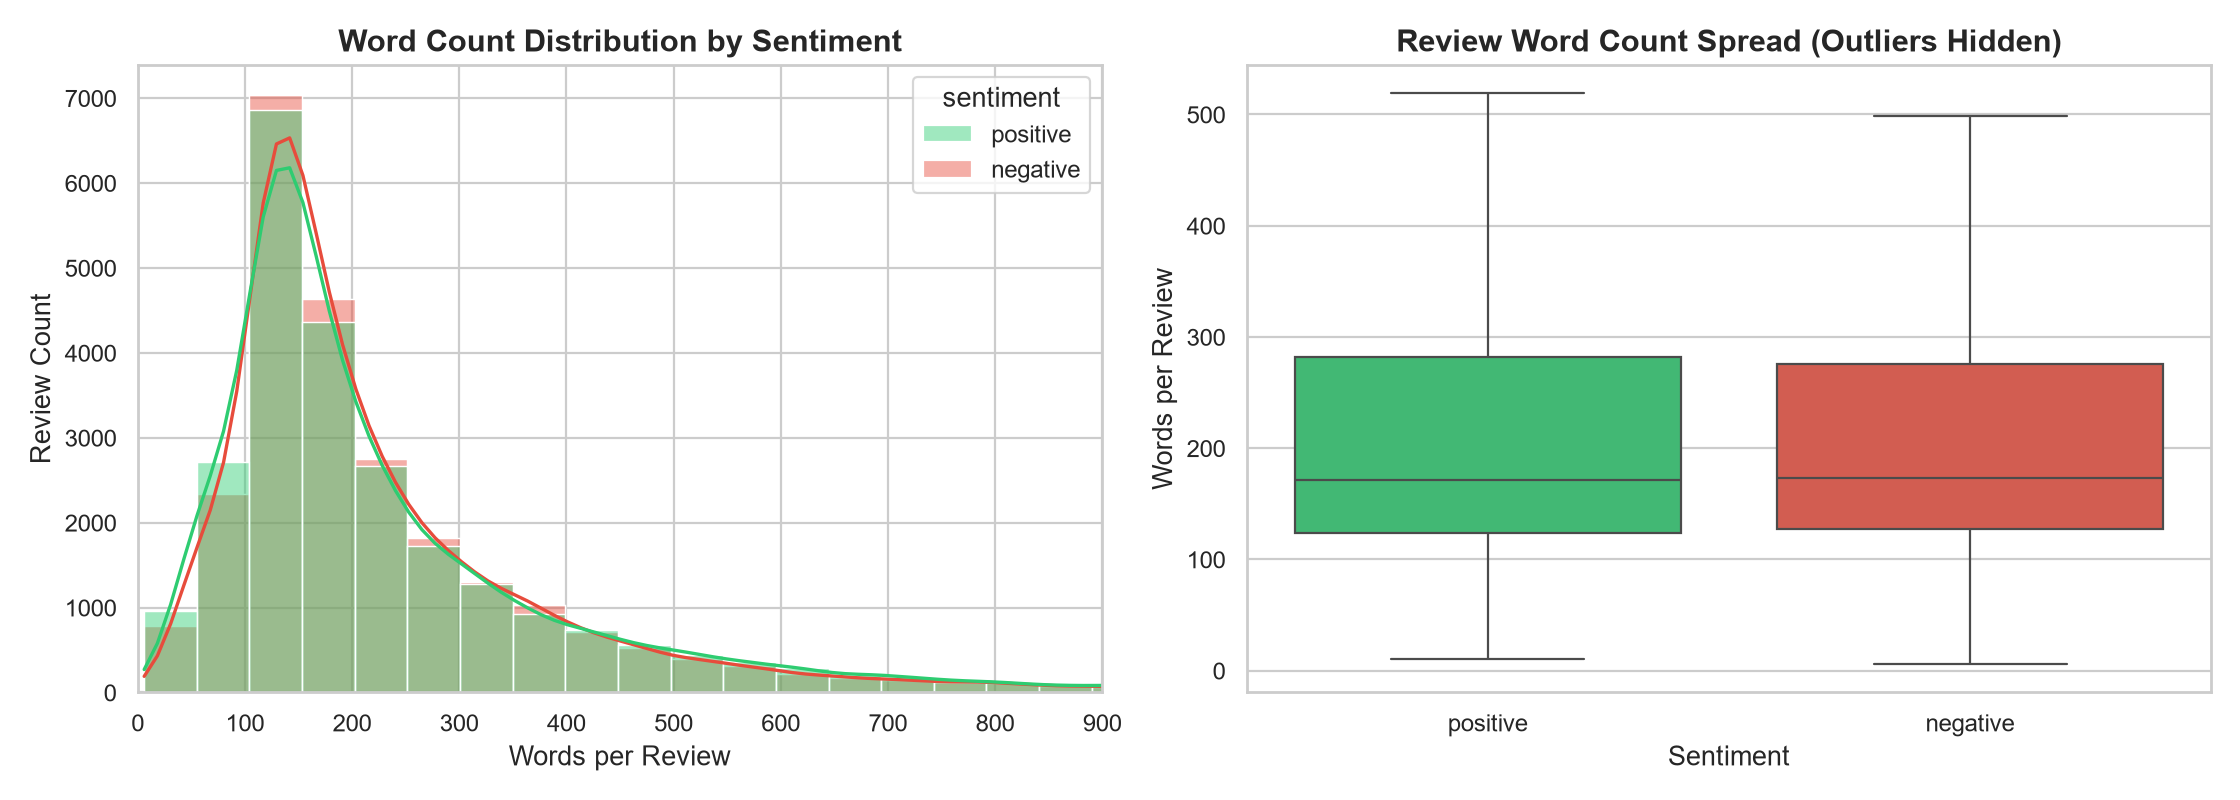 Word Count Distribution by Sentiment
7000
6000
5000
4000
3000
2000
1000
0
Review Count
0 100 200 300 400 500 600 700 800 900
Words per Review
sentiment
positive
negative
Review Word Count Spread (Outliers Hidden)
500
400
300
200
100
0
Words per Review
positive negative
Sentiment